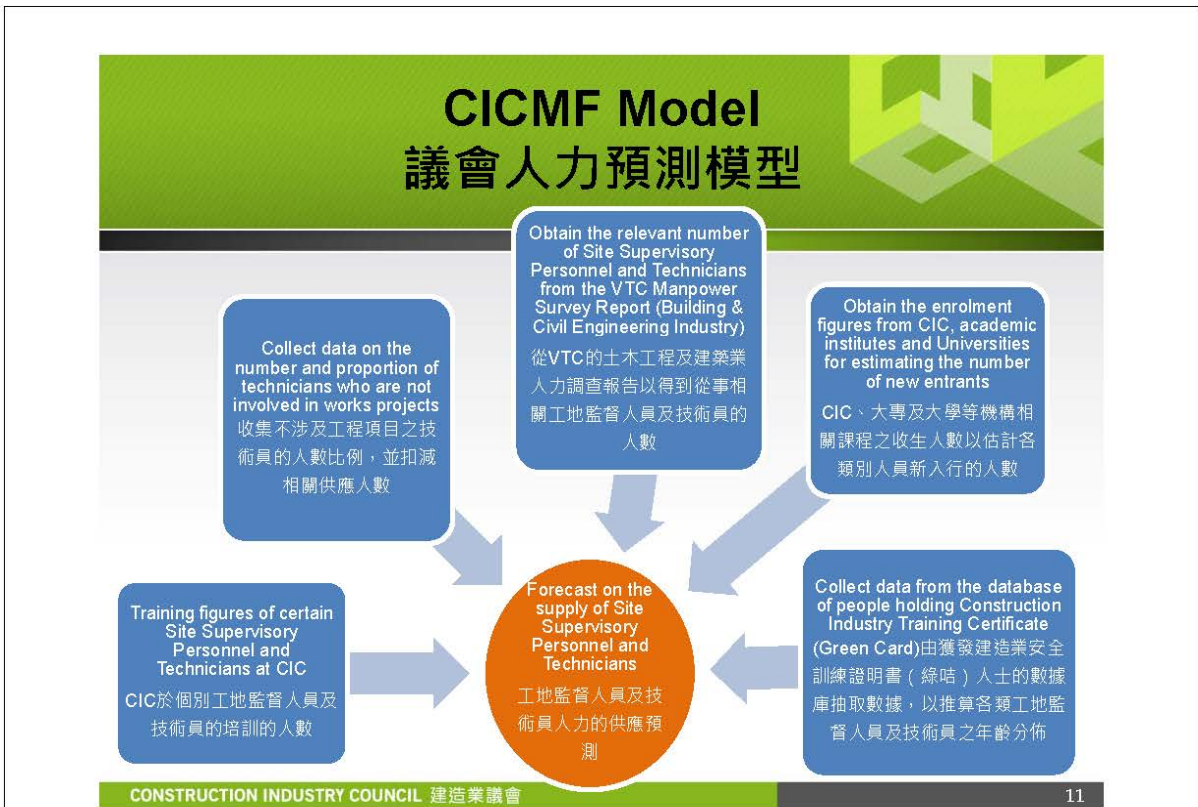 CICMF Model
議會人力預測模型
Obtain the relevant number
of Site Supervisory
Personnel and Technicians
from the VTC Manpower
Survey Report (Building &
Civil Engineering Industry)
從VTC的土木工程及建築業
人力調查報告以得到從事相
關工地監督人員及技術員的
人數
Collect data on the
number and proportion of
technicians who are not
involved in works projects
收集不涉及工程項目之技
術員的人數比例，並扣減
相關供應人數
Obtain the enrolment
figures from CIC, academic
institutes and Universities
for estimating the number
of new entrants
CIC、大專及大學等機構相
關課程之收生人數以估計各
類別人員新入行的人數
Training figures of certain
Site Supervisory
Personnel and
Technicians at CIC
CIC於個別工地監督人員及
技術員的培訓的人數
Forecast on the
supply of Site
Supervisory
Personnel and
Technicians
工地監督人員及技
術員人力的供應預
測
Collect data from the database
of people holding Construction
Industry Training Certificate
(Green Card)由獲發建造業安全
訓練證明書（綠咭）人士的數據
庫抽取數據，以推算各類工地監
督人員及技術員之年齡分佈
CONSTRUCTION INDUSTRY COUNCIL 建造業議會
11